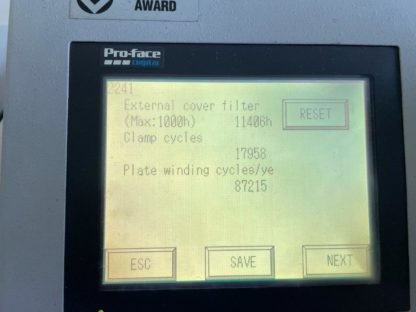 AWARD
Pro-face
2241
External cover filter
(Max:1000h) 11406h
RESET
Clamp cycles
17958
Plate winding cycles/ye
87215
ESC
SAVE
NEXT